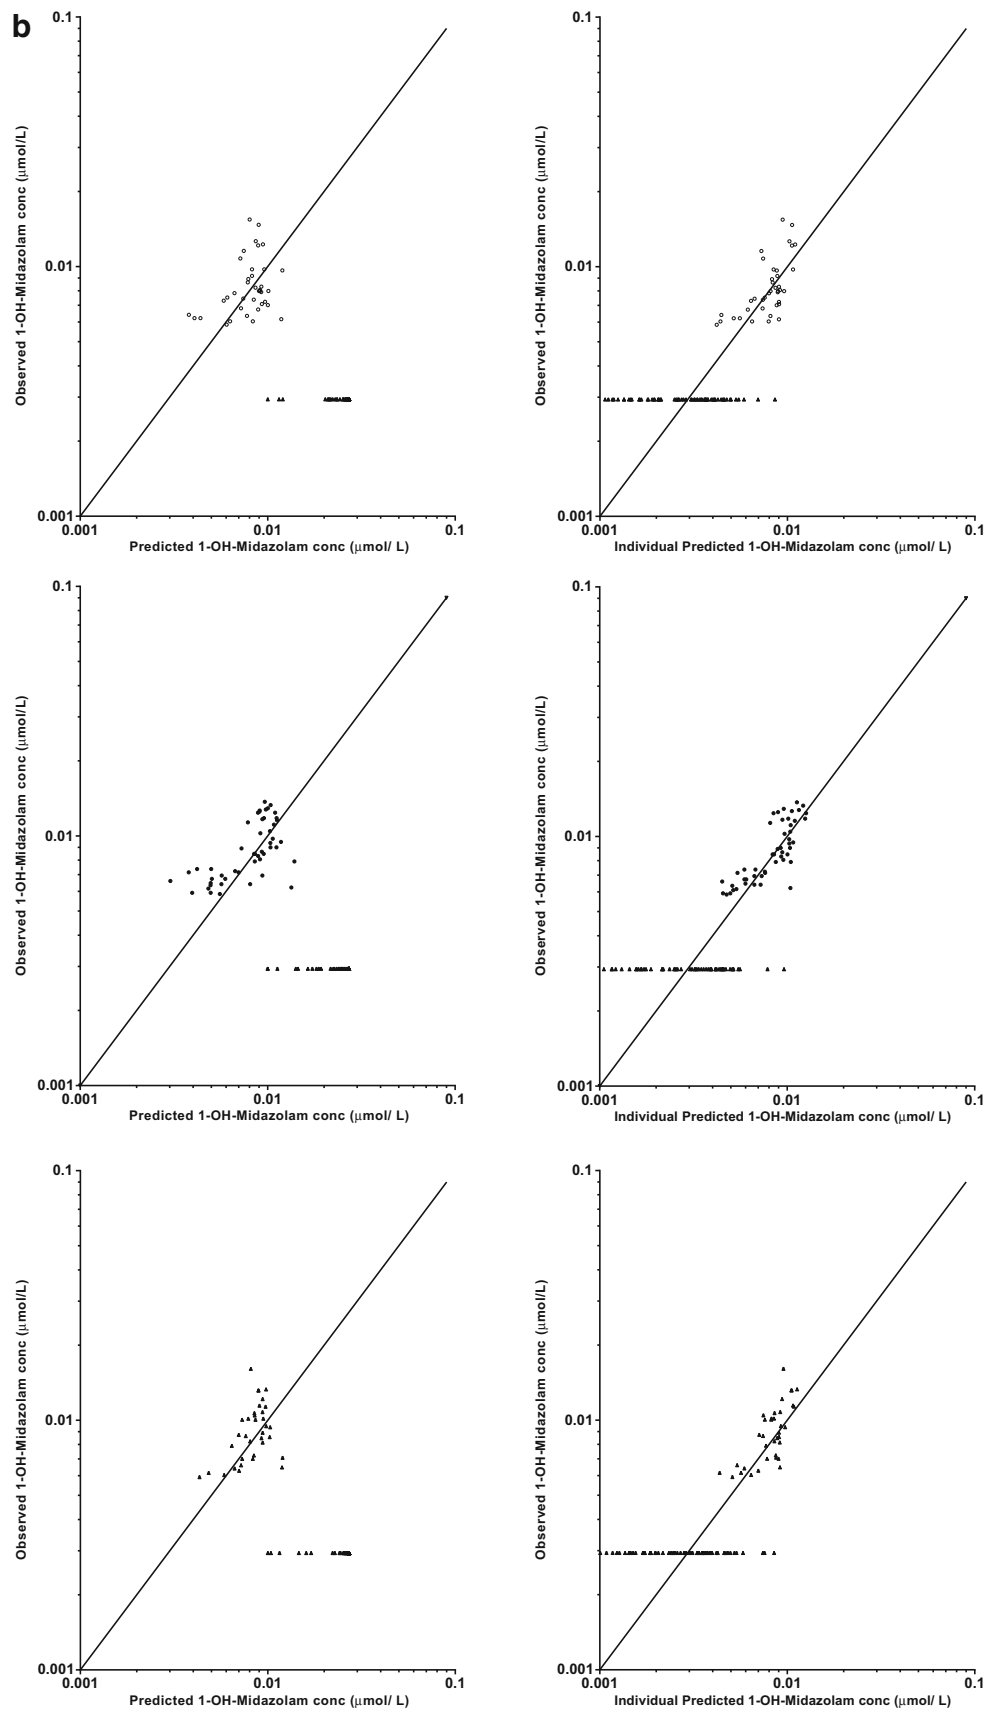 b
0.1
0.01
0.001
0.001
0.01
0.1
Observed 1-OH-Midazolam conc (μmol/L)
Predicted 1-OH-Midazolam conc (μmol/ L)
0.1
0.01
0.001
0.001
0.01
0.1
Observed 1-OH-Midazolam conc (μmol/L)
Individual Predicted 1-OH-Midazolam conc (μmol/ L)
0.1
0.01
0.001
0.001
0.01
0.1
Observed 1-OH-Midazolam conc (μmol/L)
Predicted 1-OH-Midazolam conc (μmol/ L)
0.1
0.01
0.001
0.001
0.01
0.1
Observed 1-OH-Midazolam conc (μmol/L)
Individual Predicted 1-OH-Midazolam conc (μmol/ L)
0.1
0.01
0.001
0.001
0.01
0.1
Observed 1-OH-Midazolam conc (μmol/L)
Predicted 1-OH-Midazolam conc (μmol/ L)
0.1
0.01
0.001
0.001
0.01
0.1
Observed 1-OH-Midazolam conc (μmol/L)
Individual Predicted 1-OH-Midazolam conc (μmol/ L)